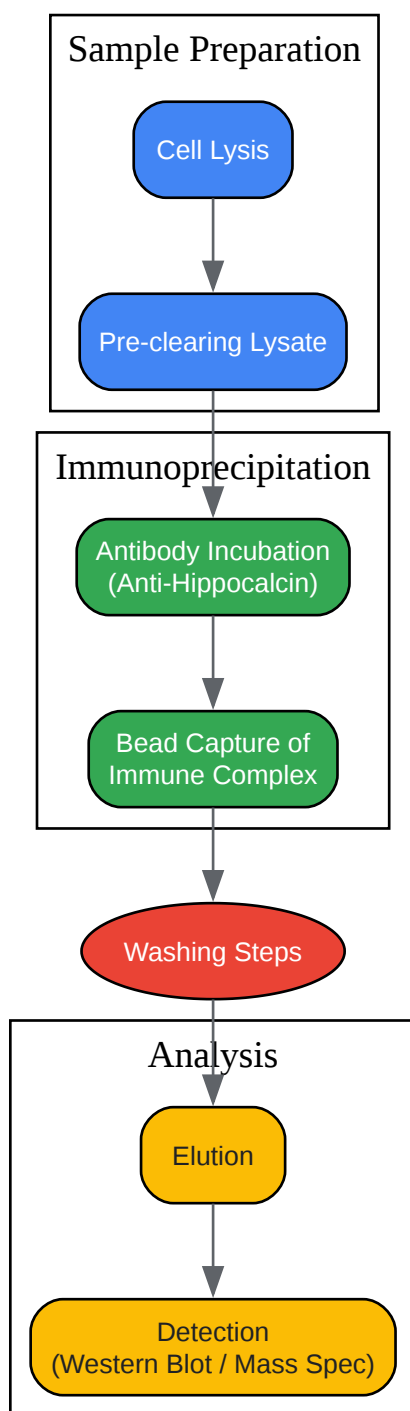 Sample Preparation
Cell Lysis
Pre-clearing Lysate
Immunoprecipitation
Antibody Incubation
(Anti-Hippocalcin)
Bead Capture of
Immune Complex
Washing Steps
Analysis
Elution
Detection
(Western Blot / Mass Spec)